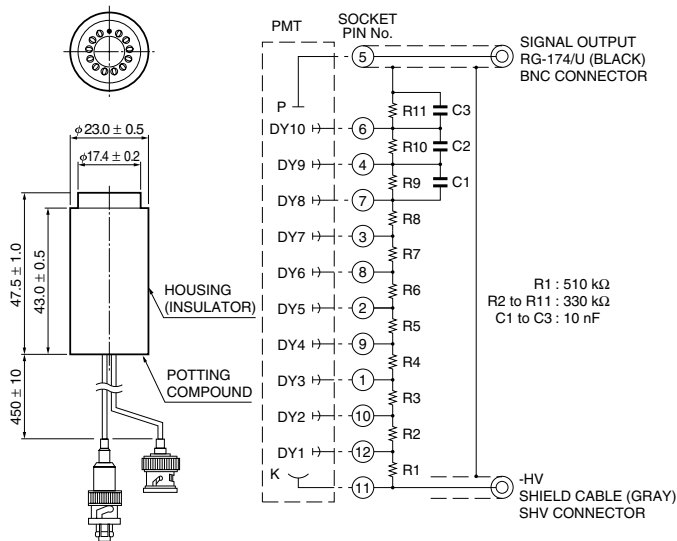 φ 23.0 ± 0.5
φ17.4 ± 0.2
47.5 ± 1.0
43.0 ± 0.5
450 ± 10
HOUSING
(INSULATOR)
POTTING
COMPOUND
PMT
SOCKET
PIN No.
5
SIGNAL OUTPUT
RG-174/U (BLACK)
BNC CONNECTOR
P
R11
C3
DY10
6
R10
C2
DY9
4
R9
C1
DY8
7
R8
DY7
3
R7
DY6
8
R6
DY5
2
R5
DY4
9
R4
DY3
1
R3
DY2
10
R2
DY1
12
R1
K
11
R1 : 510 kΩ
R2 to R11 : 330 kΩ
C1 to C3 : 10 nF
-HV
SHIELD CABLE (GRAY)
SHV CONNECTOR